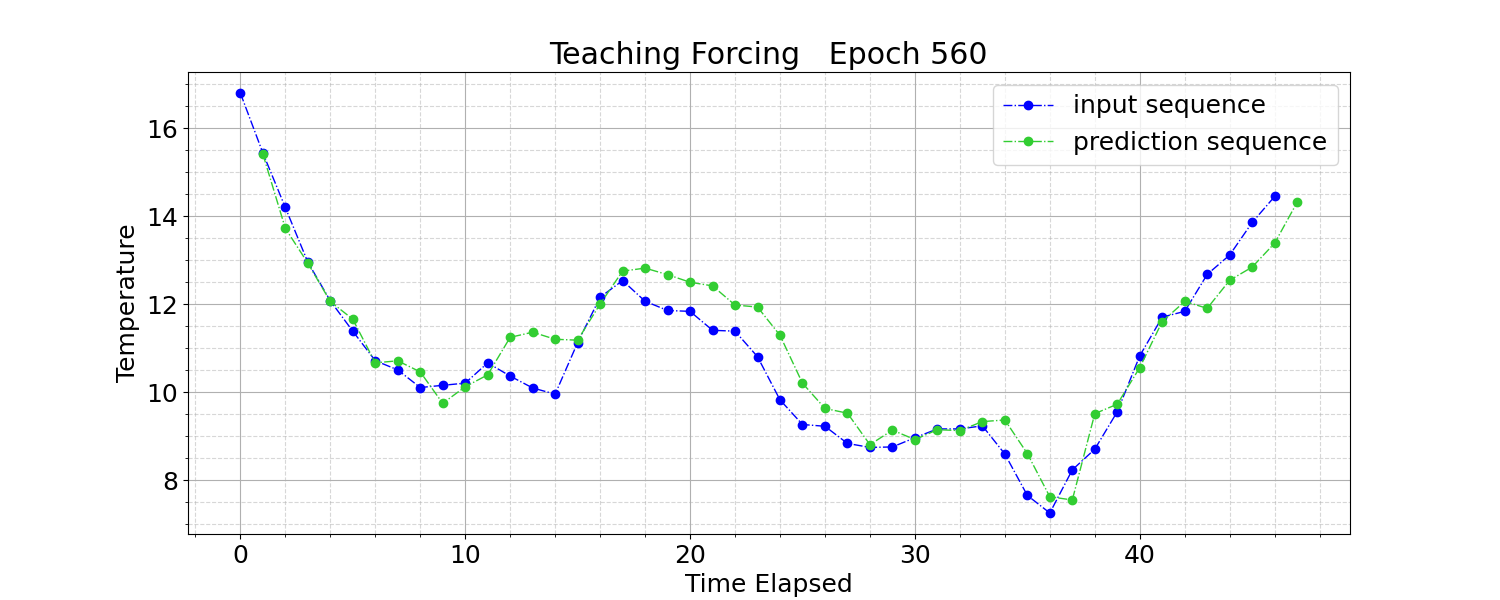 Teaching Forcing   Epoch 560
input sequence
prediction sequence
Temperature
16
14
12
10
8
0 10 20 30 40
Time Elapsed